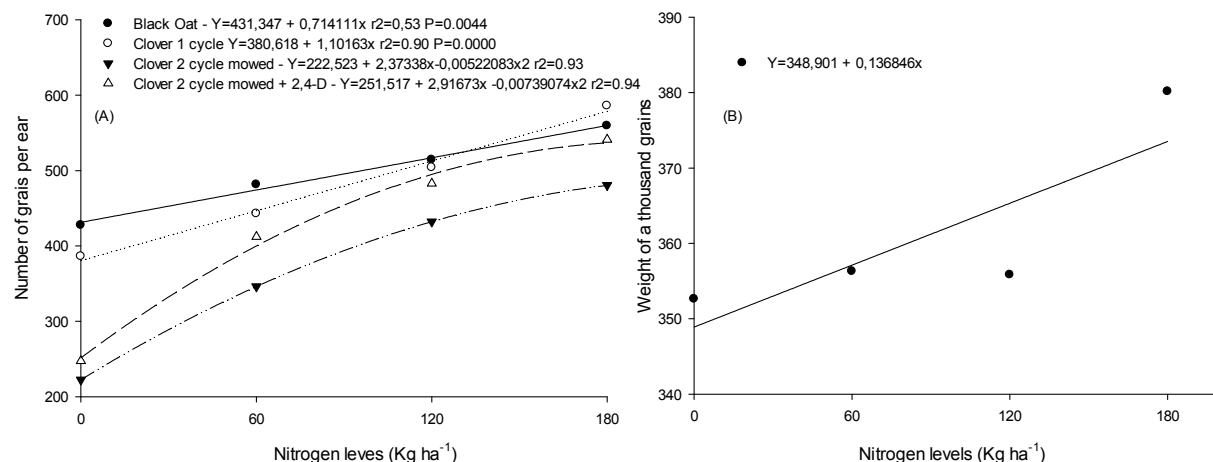 700
600
500
400
300
200
0
60
120
180
Number of grais per ear
Nitrogen leves (Kg ha-1)
(A)
Black Oat - Y=431,347 + 0,714111x r2=0,53 P=0.0044
Clover 1 cycle Y=380,618 + 1,10163x r2=0.90 P=0.0000
Clover 2 cycle mowed - Y=222,523 + 2,37338x-0,00522083x2 r2=0.93
Clover 2 cycle mowed + 2,4-D - Y=251,517 + 2,91673x -0,00739074x2 r2=0.94
390
380
370
360
350
340
0
60
120
180
Weight of a thousand grains
Nitrogen levels (Kg ha-1)
(B)
Y=348,901 + 0,136846x